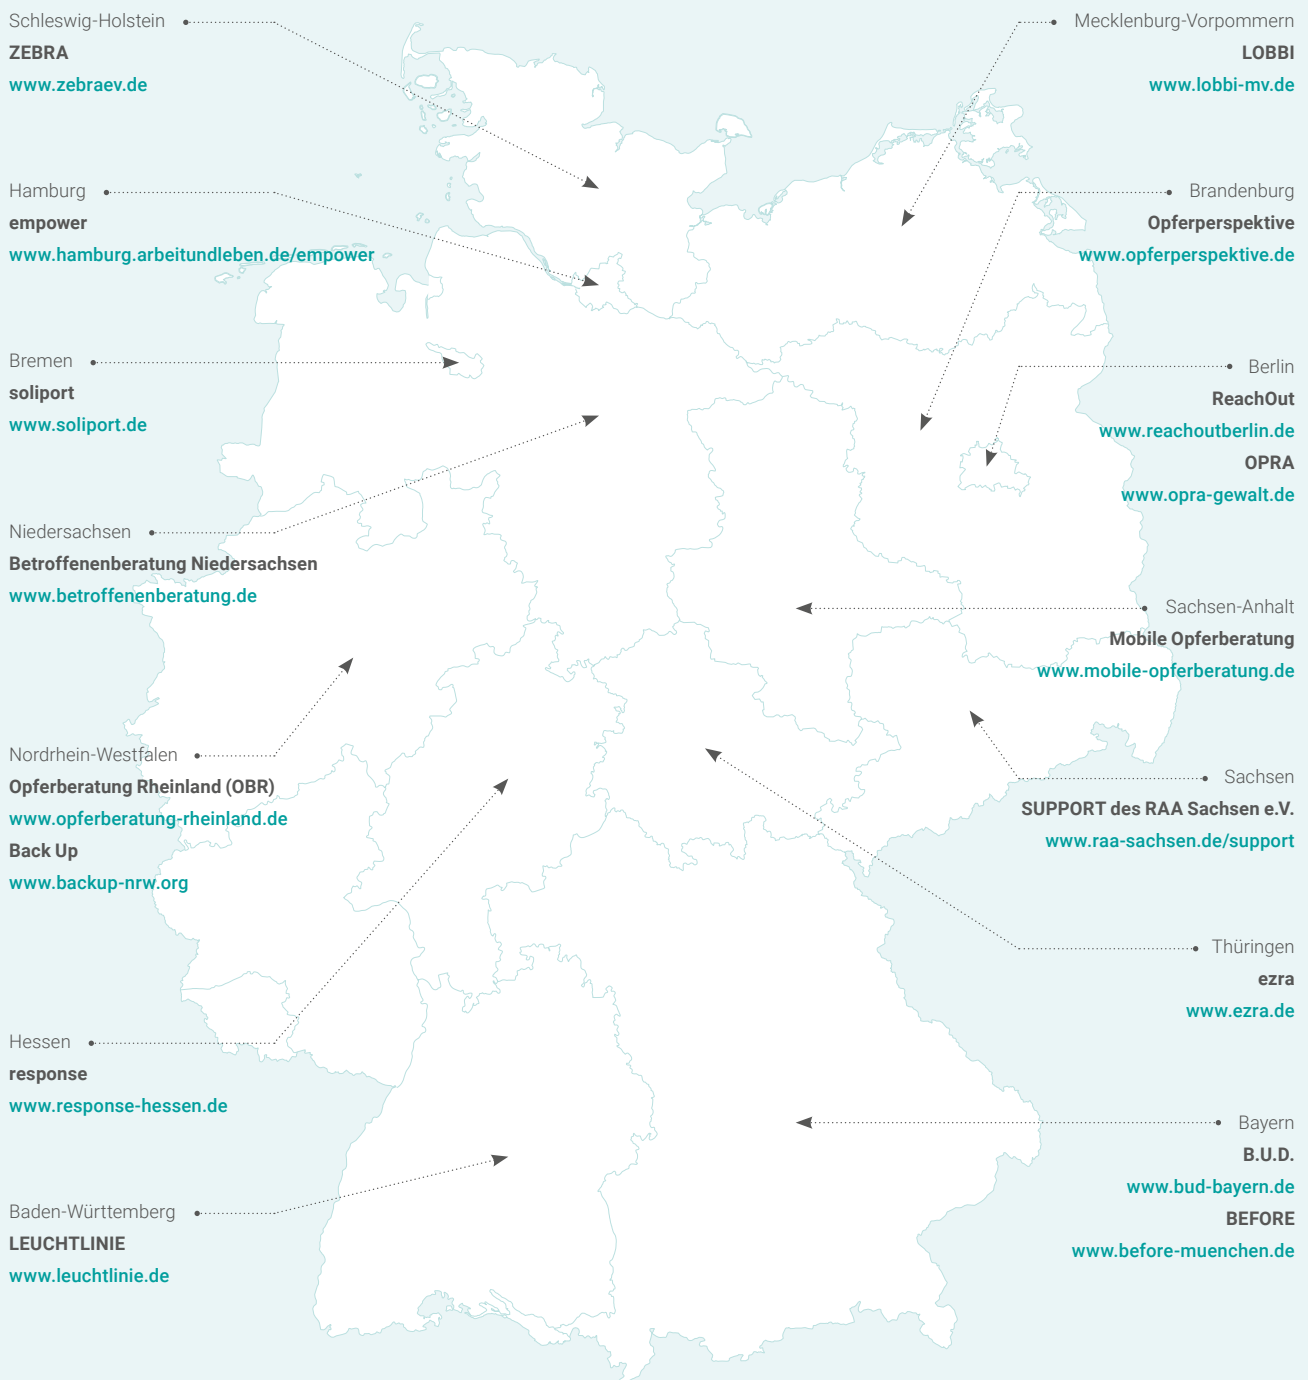 Schleswig-Holstein
ZEBRA
www.zebraev.de
Hamburg
empower
www.hamburg.arbeitundleben.de/empower
Bremen
soliport
www.soliport.de
Niedersachsen
Betroffenenberatung Niedersachsen
www.betroffenenberatung.de
Nordrhein-Westfalen
Opferberatung Rheinland (OBR)
www.opferberatung-rheinland.de
Back Up
www.backup-nrw.org
Hessen
response
www.response-hessen.de
Baden-Württemberg
LEUCHTLINIE
www.leuchtlinie.de
Mecklenburg-Vorpommern
LOBBI
www.lobbi-mv.de
Brandenburg
Opferperspektive
www.opferperspektive.de
Berlin
ReachOut
www.reachoutberlin.de
OPRA
www.opra-gewalt.de
Sachsen-Anhalt
Mobile Opferberatung
www.mobile-opferberatung.de
Sachsen
SUPPORT des RAA Sachsen e.V.
www.raa-sachsen.de/support
Thüringen
ezra
www.ezra.de
Bayern
B.U.D.
www.bud-bayern.de
BEFORE
www.before-muenchen.de